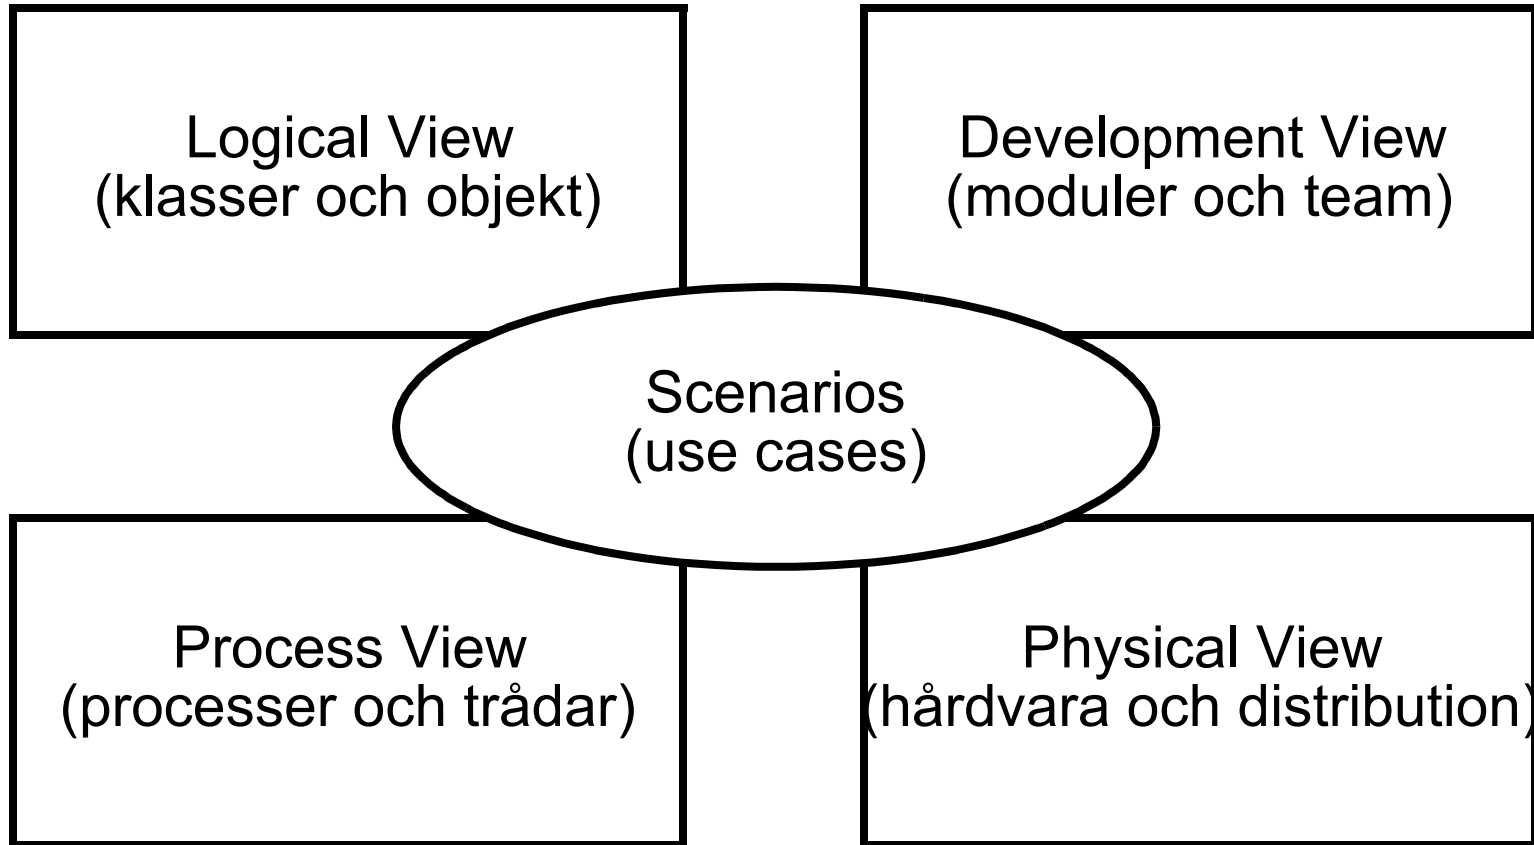 Logical View
(klasser och objekt)
Development View
(moduler och team)
Scenarios
(use cases)
Process View
(processer och trådar)
Physical View
(hårdvara och distribution)